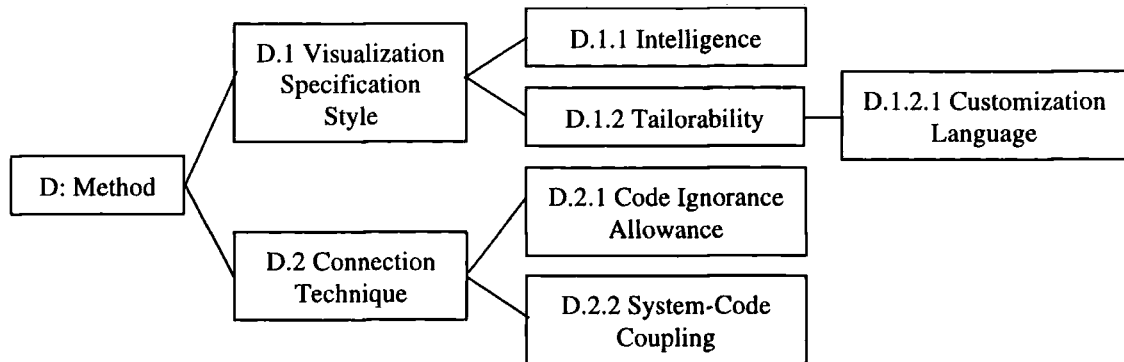 D: Method
D.1 Visualization
Specification
Style
D.1.1 Intelligence
D.1.2 Tailorability
D.1.2.1 Customization
Language
D.2 Connection
Technique
D.2.1 Code Ignorance
Allowance
D.2.2 System-Code
Coupling